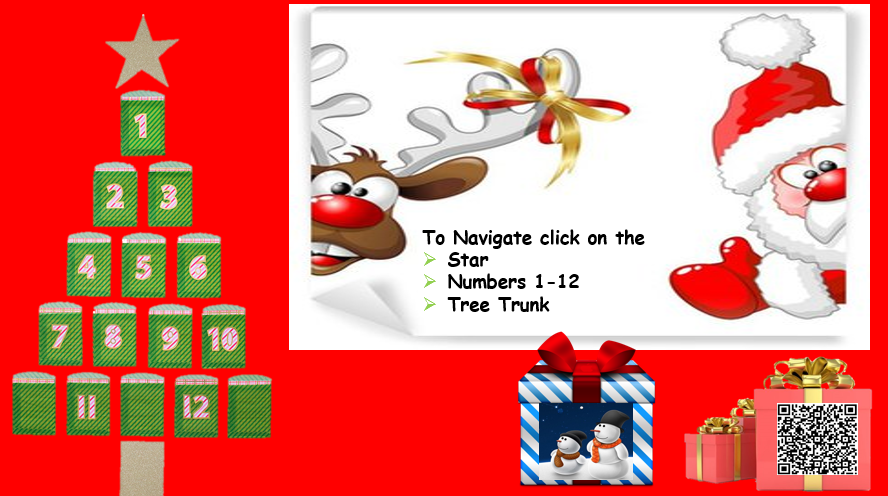 1
2 3
4 5 6
7 8 9 10
11 12
To Navigate click on the
Star
Numbers 1-12
Tree Trunk